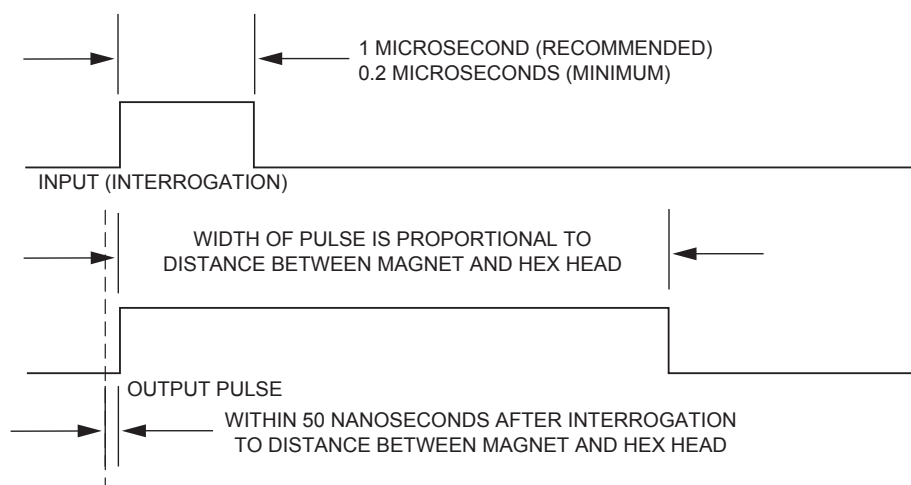 1 MICROSECOND (RECOMMENDED)
0.2 MICROSECONDS (MINIMUM)
INPUT (INTERROGATION)
WIDTH OF PULSE IS PROPORTIONAL TO
DISTANCE BETWEEN MAGNET AND HEX HEAD
OUTPUT PULSE
WITHIN 50 NANOSECONDS AFTER INTERROGATION
TO DISTANCE BETWEEN MAGNET AND HEX HEAD